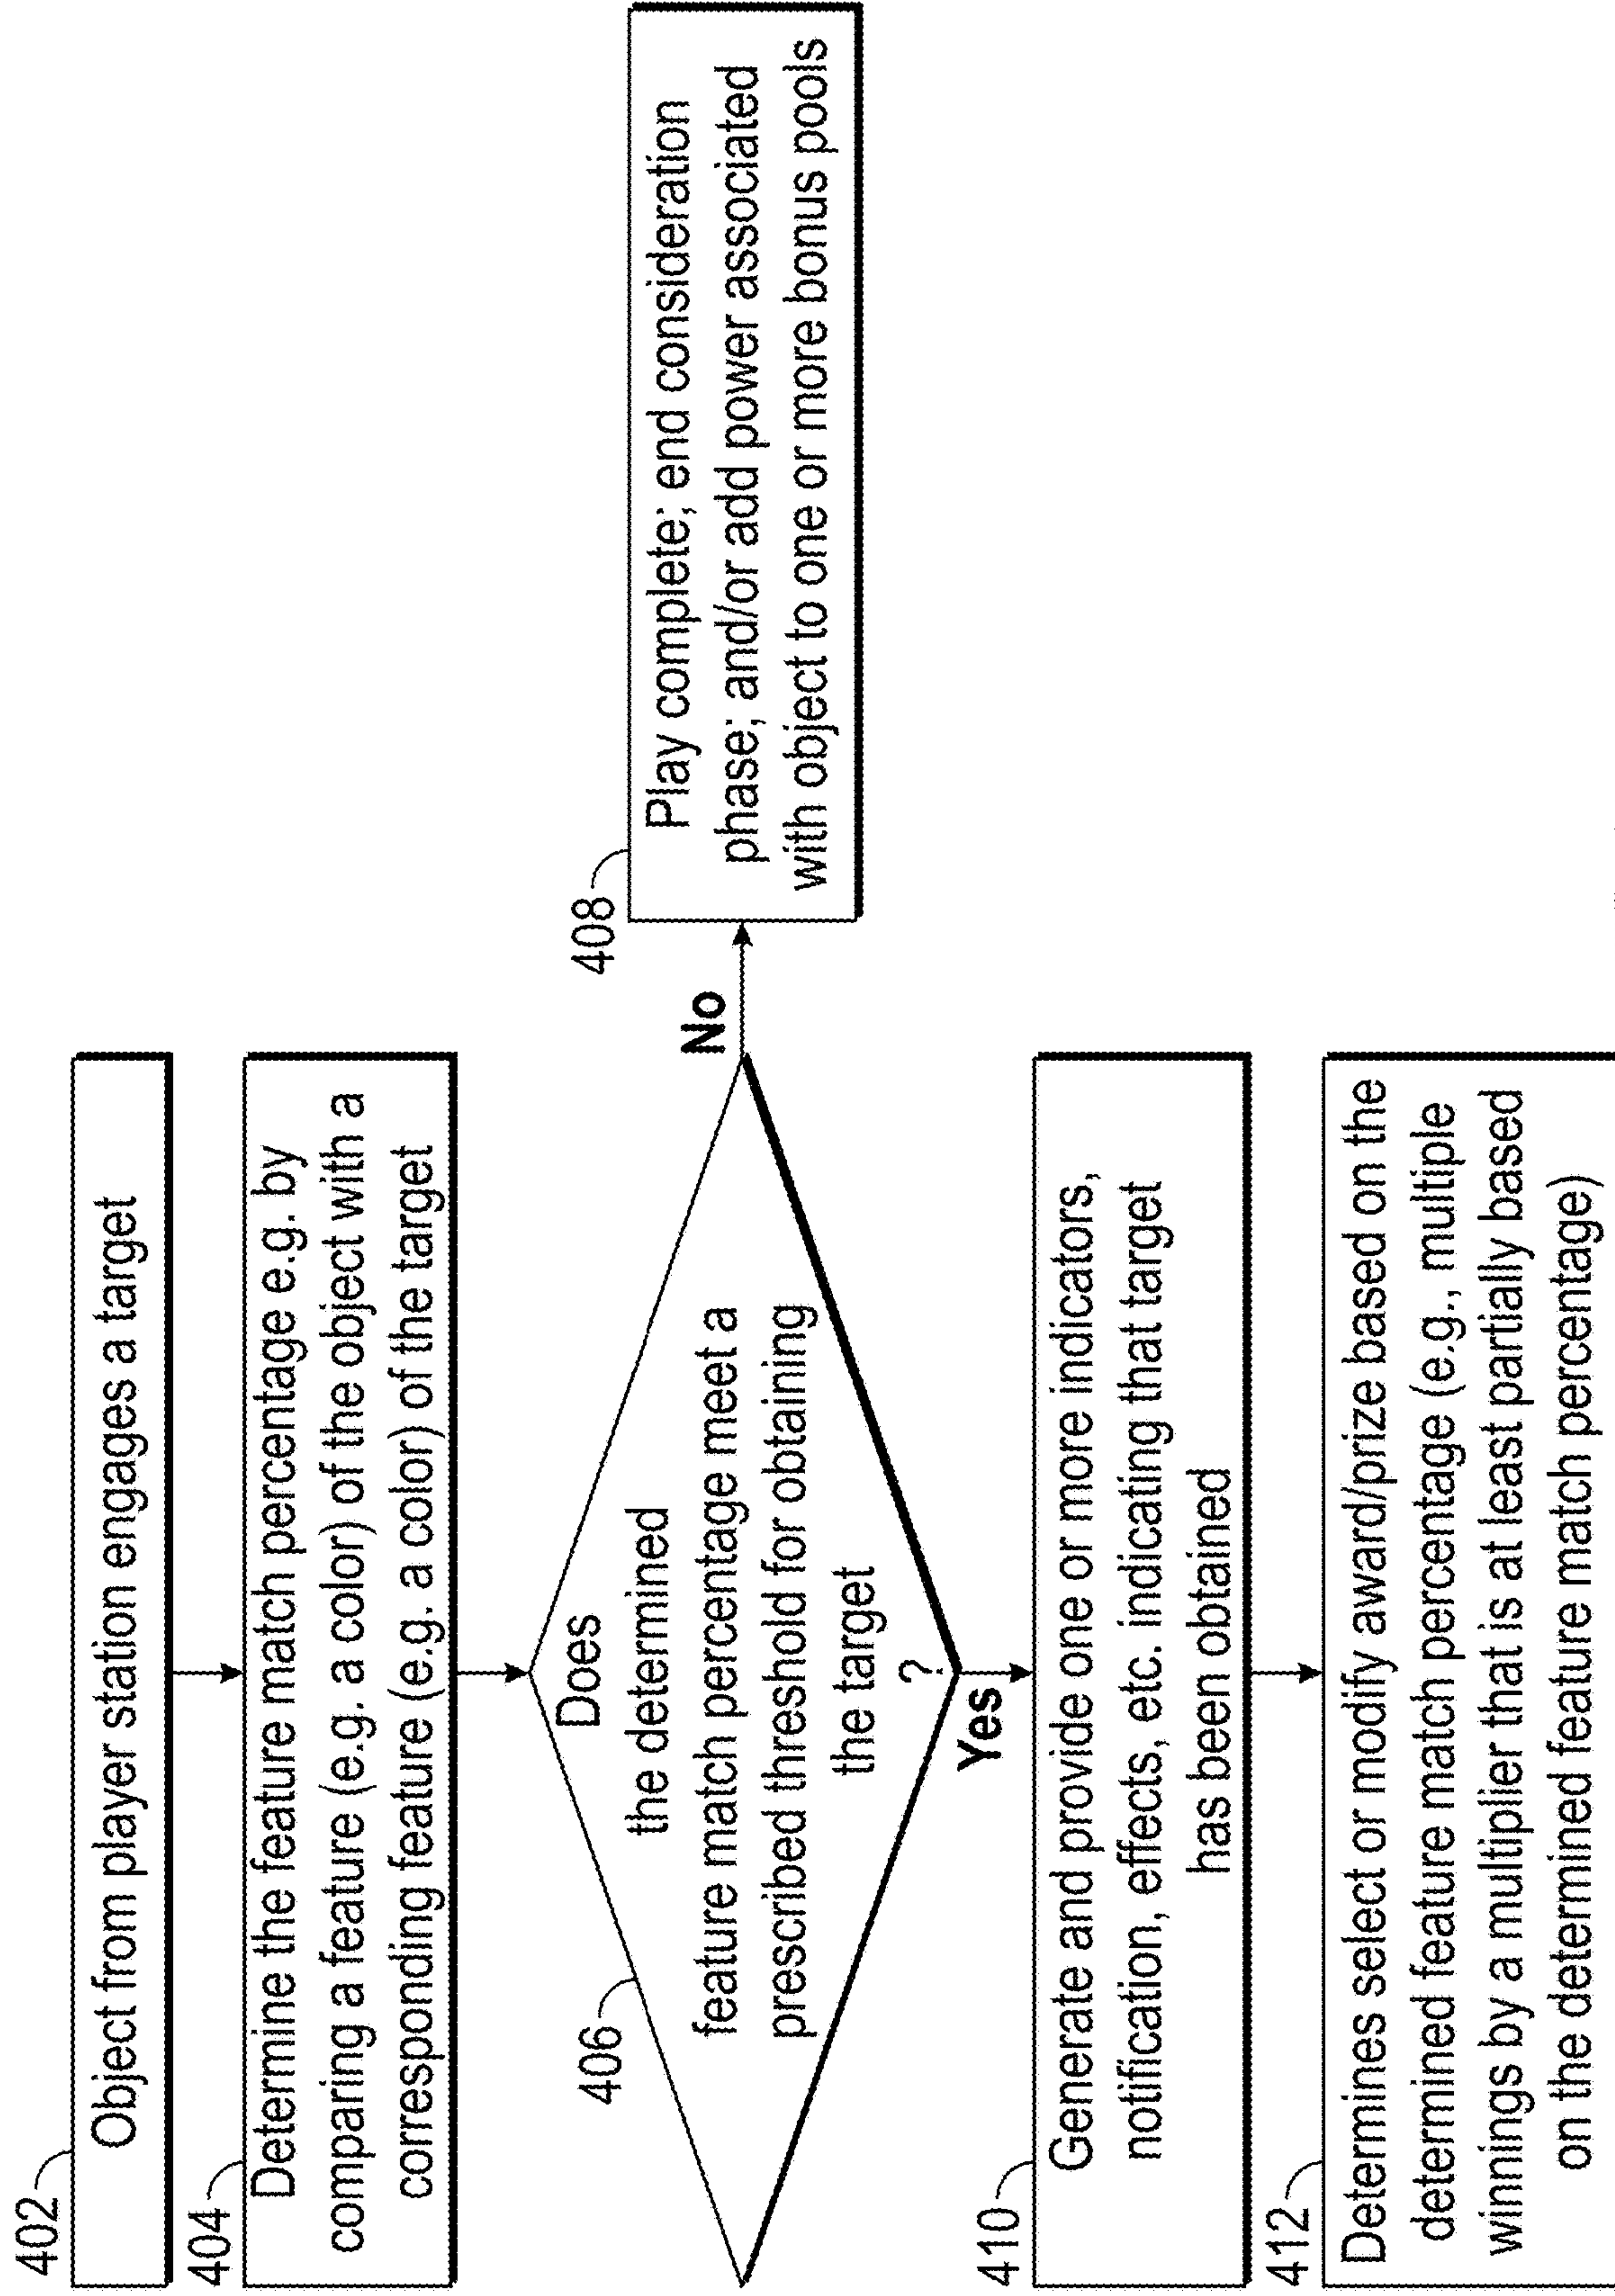 402
Object from player station engages a target
404
Determine the feature match percentage e.g. by
comparing a feature (e.g. a color) of the object with a
corresponding feature (e.g. a color) of the target
406
Does
the determined
feature match percentage meet a
prescribed threshold for obtaining
the target
?
No
408
Play complete; end consideration
phase; and/or add power associated
with object to one or more bonus pools
Yes
410
Generate and provide one or more indicators,
notification, effects, etc. indicating that target
has been obtained
412
Determines select or modify award/prize based on the
determined feature match percentage (e.g., multiple
winnings by a multiplier that is at least partially based
on the determined feature match percentage)